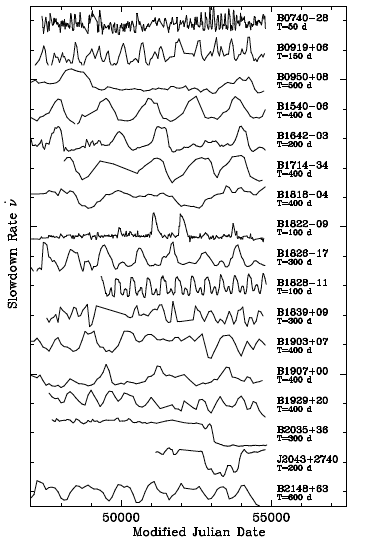 B0740-28
T=50 d
B0919+06
T=150 d
B0950+08
T=500 d
B1540-06
T=400 d
B1642-03
T=200 d
B1714-34
T=400 d
B1818-04
T=400 d
B1822-09
T=100 d
B1826-17
T=300 d
B1828-11
T=100 d
B1839+09
T=300 d
B1903+07
T=400 d
B1907+00
T=400 d
B1929+20
T=400 d
B2035+36
T=300 d
J2043+2740
T=200 d
B2148+63
T=600 d
Slowdown Rate ν̇
50000 55000
Modified Julian Date